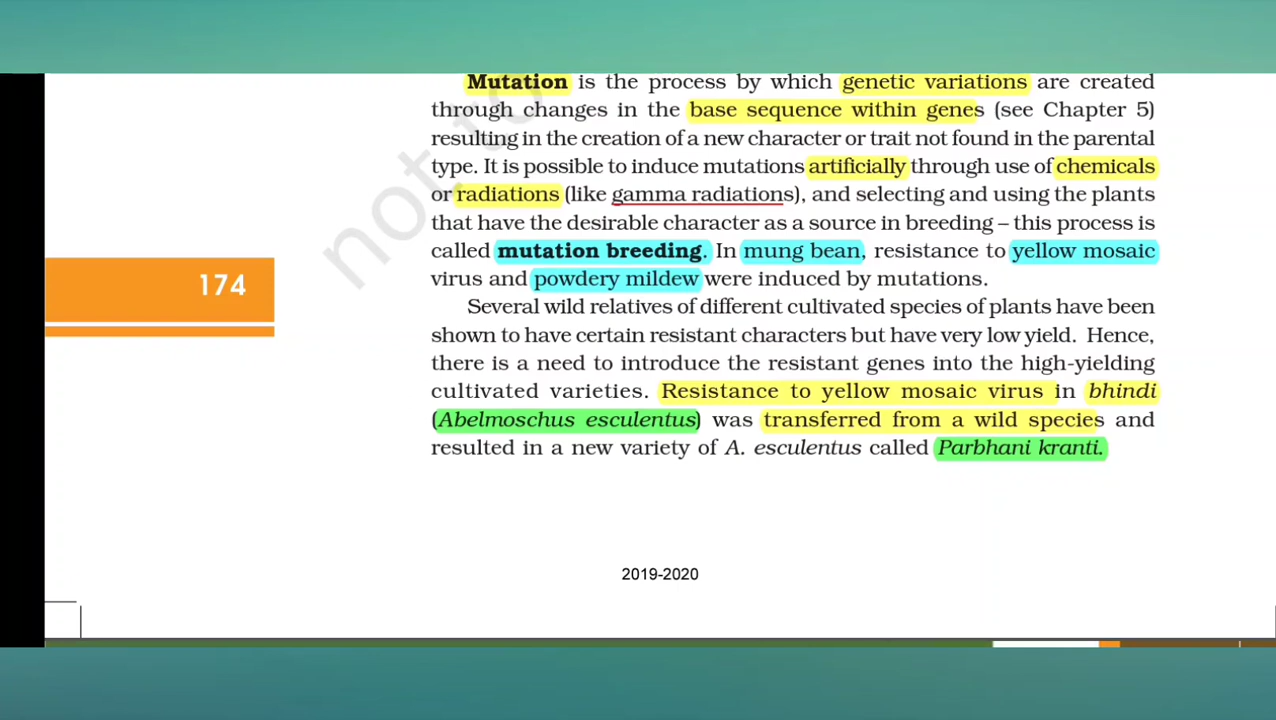 Mutation is the process by which genetic variations are created
through changes in the base sequence within genes (see Chapter 5)
resulting in the creation of a new character or trait not found in the parental
type. It is possible to induce mutations artificially through use of chemicals
or radiations (like gamma radiations), and selecting and using the plants
that have the desirable character as a source in breeding – this process is
called mutation breeding. In mung bean, resistance to yellow mosaic
174
virus and powdery mildew were induced by mutations.
Several wild relatives of different cultivated species of plants have been
shown to have certain resistant characters but have very low yield. Hence,
there is a need to introduce the resistant genes into the high-yielding
cultivated varieties. Resistance to yellow mosaic virus in bhindi
(Abelmoschus esculentus) was transferred from a wild species and
resulted in a new variety of A. esculentus called Parbhani kranti.
not to
2019-2020